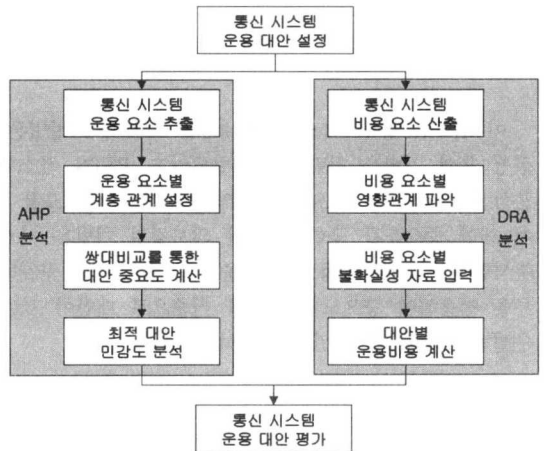 통신 시스템
운용 대안 설정
AHP
분석
통신 시스템
운용 요소 추출
운용 요소별
계층 관계 설정
쌍대비교를 통한
대안 중요도 계산
최적 대안
민감도 분석
DRA
분석
통신 시스템
비용 요소 산출
비용 요소별
영향관계 파악
비용 요소별
불확실성 자료 입력
대안별
운용비용 계산
통신 시스템
운용 대안 평가